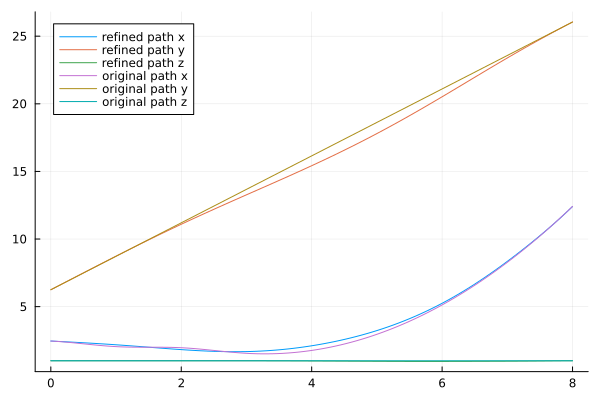 25
20
15
10
5
refined path x
refined path y
refined path z
original path x
original path y
original path z
0 2 4 6 8